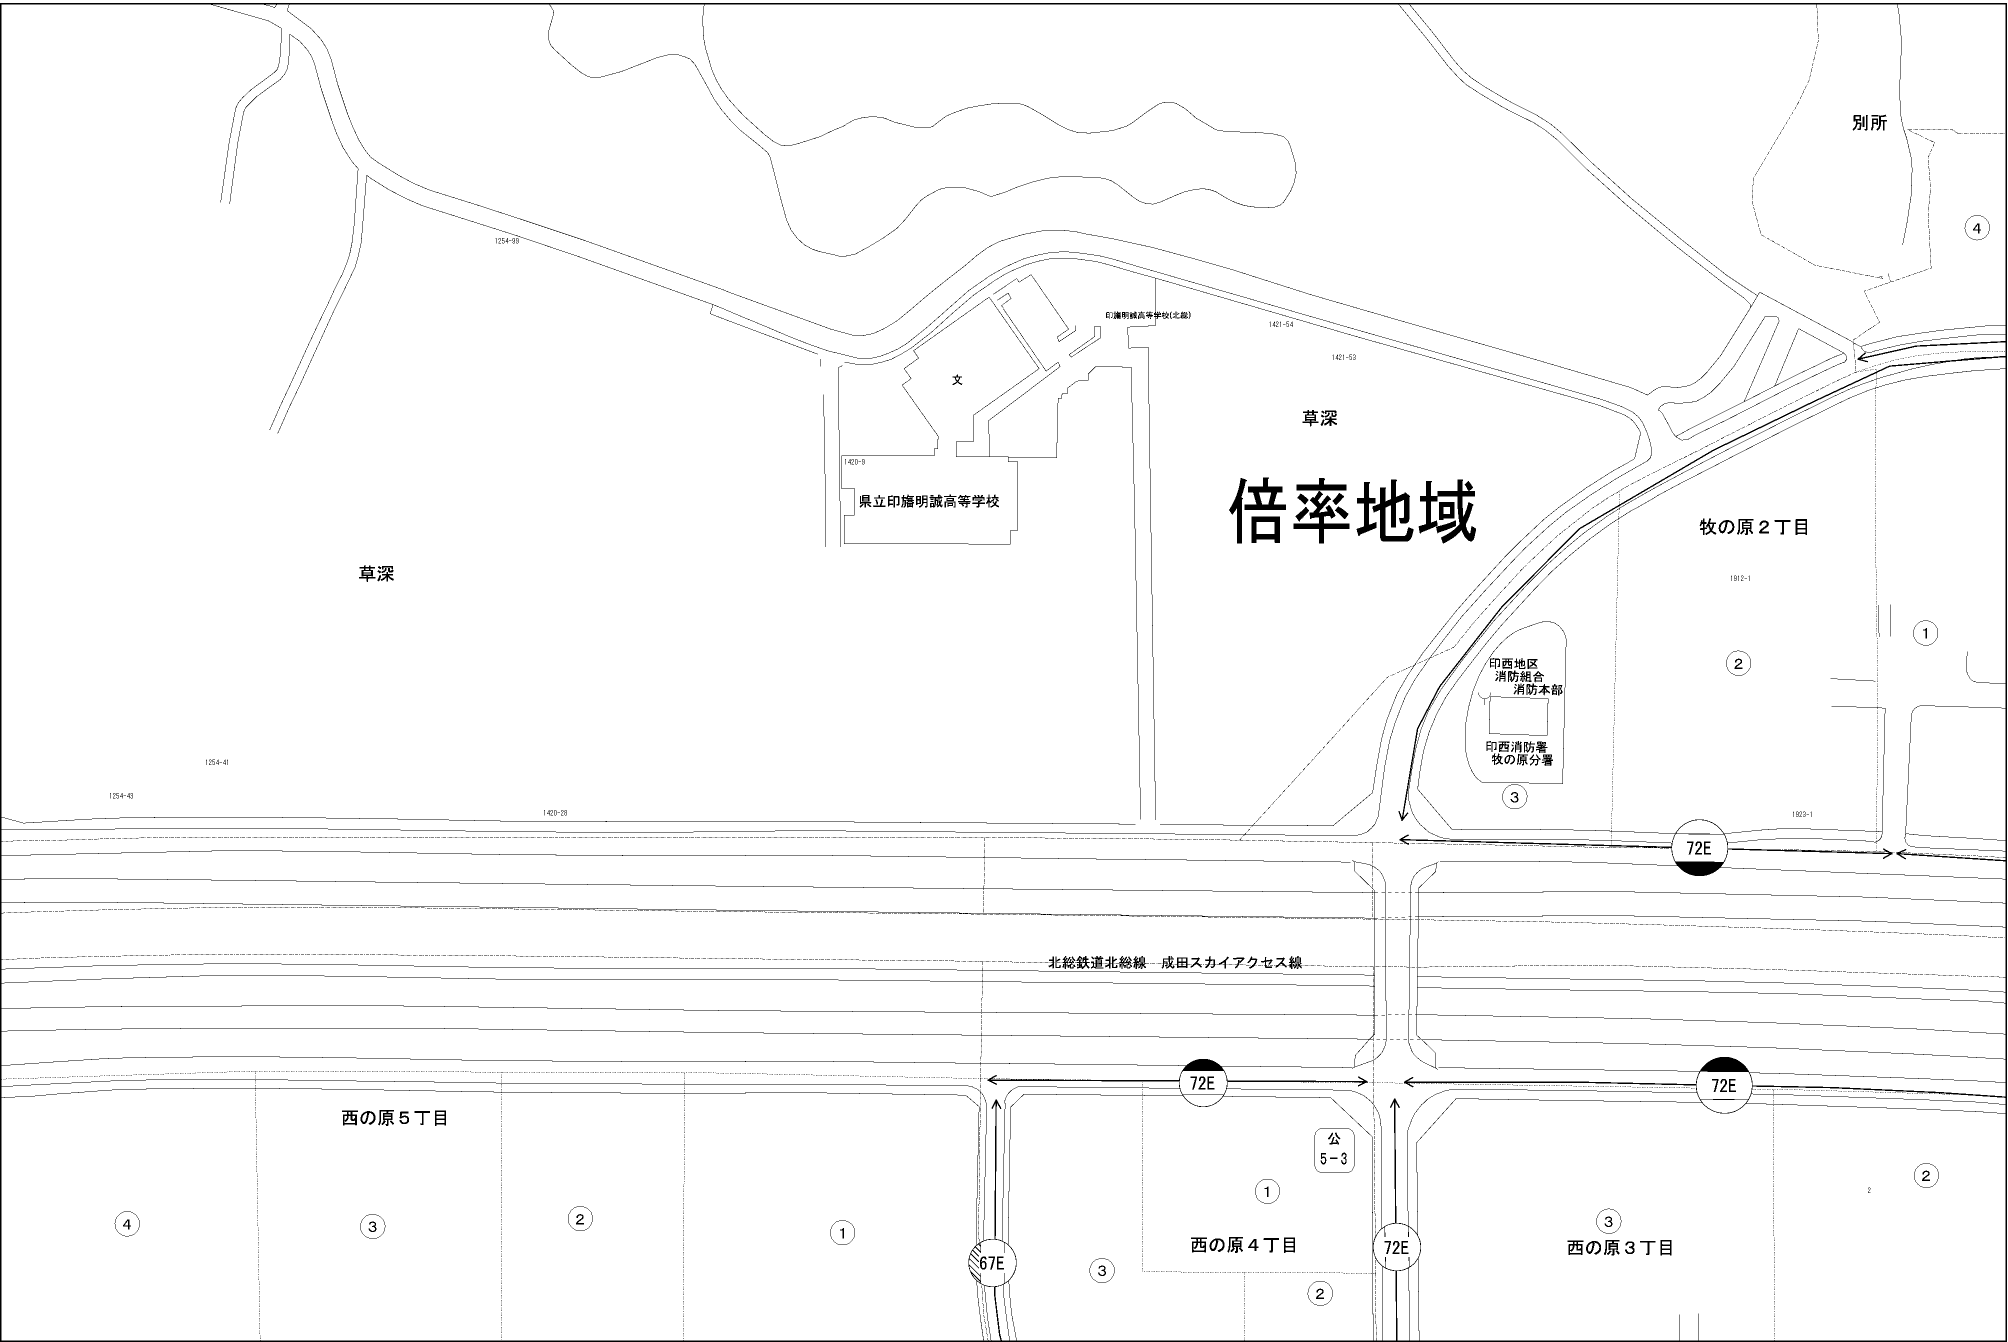 別所
④
1254-99
印旛明誠高等学校(北総)
1421-54
1421-53
文
草深
1420-9
県立印旛明誠高等学校
倍率地域
牧の原2丁目
草深
1912-1
①
②
印西地区
消防組合
消防本部
印西消防署
牧の原分署
③
1254-41
1254-43
1420-28
1923-1
72E
北総鉄道北総線 成田スカイアクセス線
72E
72E
西の原5丁目
公
5-3
①
②
2
④
③
②
①
西の原4丁目
72E
③
西の原3丁目
67E
③
②